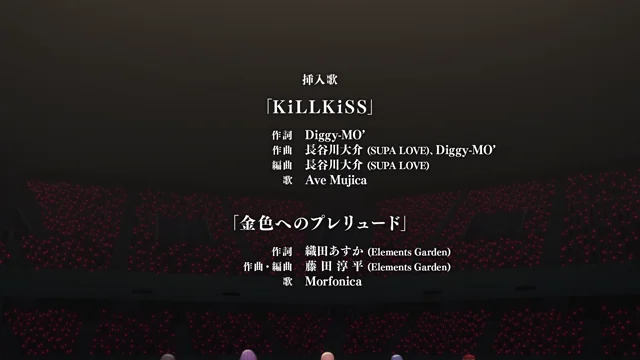 挿入歌
「KiLLKiSS」
作詞 Diggy-MO'
作曲 長谷川大介 (SUPA LOVE)、Diggy-MO'
編曲 長谷川大介 (SUPA LOVE)
歌 Ave Mujica
「金色へのプレリュード」
作詞 織田あすか (Elements Garden)
作曲・編曲 藤田淳平 (Elements Garden)
歌 Morfonica